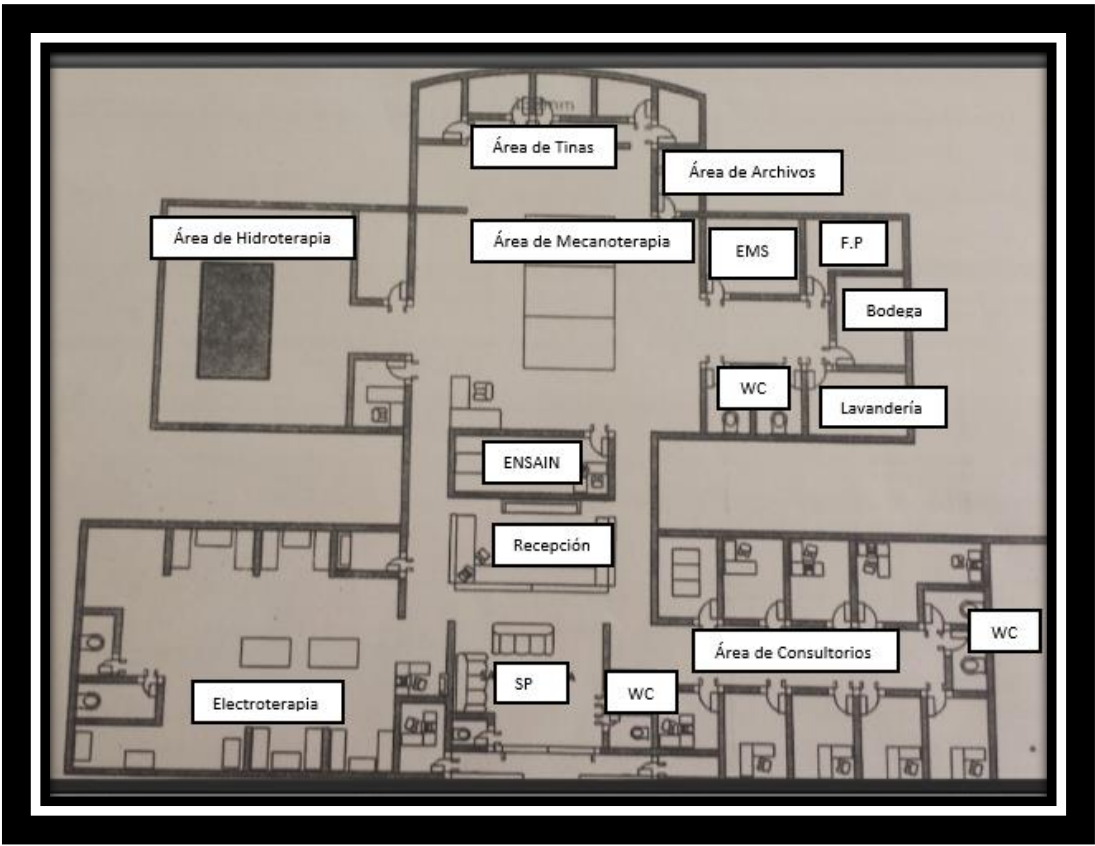 Área de Tinas
Área de Archivos
Área de Hidroterapia
Área de Mecanoterapia
EMS
F.P
Bodega
WC
Lavandería
ENSAIN
Recepción
Área de Consultorios
WC
SP
WC
Electroterapia